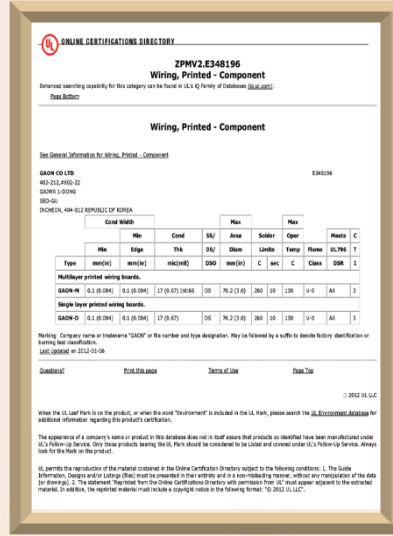 UL ONLINE CERTIFICATIONS DIRECTORY
ZPMV2.E348196
Wiring, Printed - Component
Enhanced searching capability for this category can be found in UL's iQ Family of Databases (iq.ul.com).
Page Bottom
Wiring, Printed - Component
See General Information for Wiring, Printed - Component
GAON CO LTD E348196
GAJWA 1-DONG
SEO-GU
INCHEON, 404-812 REPUBLIC OF KOREA
Cond Width Max Max
Min Cond SS/ Area Solder Oper Meets C
Min Edge Thk DS/ Diam Limits Temp Flame UL796 T
Type mm(in) mm(in) mic(mil) DSO mm(in) C sec C Class DSR I
Multilayer printed wiring boards.
GAON-M 0.1 (0.004) 0.1 (0.004) 17 (0.67) Int:68 DS 76.2 (3.0) 260 10 130 V-0 All 3
Single layer printed wiring boards.
GAON-D 0.1 (0.004) 0.1 (0.004) 17 (0.67) DS 76.2 (3.0) 260 10 130 V-0 All 3
Marking: Company name or tradename "GAON" or file number and type designation. May be followed by a suffix to denote factory identification or
burning test classification.
Last Updated on 2012-01-06
Questions? Print this page Terms of Use Page Top
© 2012 UL LLC
When the UL Leaf Mark is on the product, or when the word "Environment" is included in the UL Mark, please search the UL Environment database for
additional information regarding this product's certification.
The appearance of a company's name or product in this database does not in itself assure that products so identified have been manufactured under
UL's Follow-Up Service. Only those products bearing the UL Mark should be considered to be Listed and covered under UL's Follow-Up Service. Always
look for the Mark on the product.
UL permits the reproduction of the material contained in the Online Certification Directory subject to the following conditions: 1. The Guide
Information, Designs and/or Listings (files) must be presented in their entirety and in a non-misleading manner, without any manipulation of the data
(or drawings). 2. The statement "Reprinted from the Online Certifications Directory with permission from UL" must appear adjacent to the extracted
material. In addition, the reprinted material must include a copyright notice in the following format: "© 2012 UL LLC".